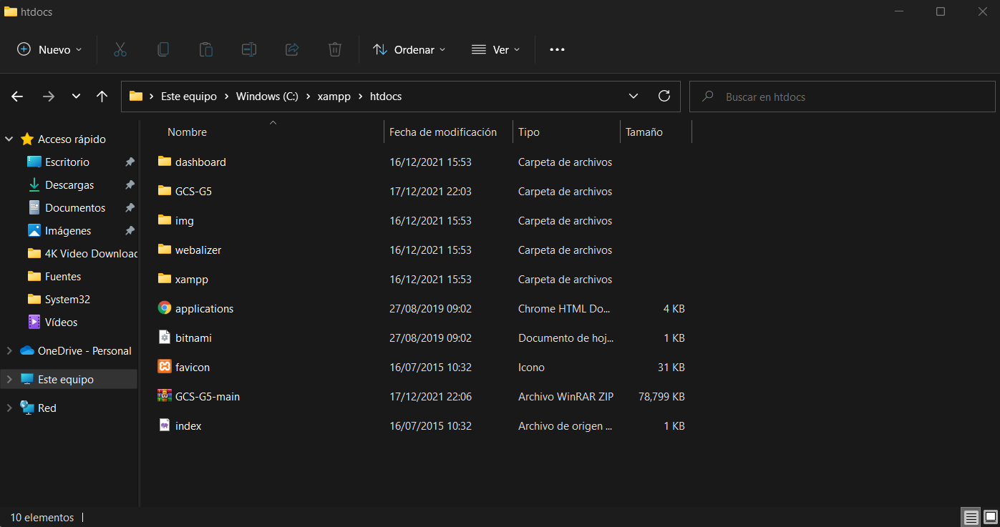 htdocs
Nuevo Ordenar Ver
Este equipo Windows (C:) xampp htdocs Buscar en htdocs
Nombre Fecha de modificación Tipo Tamaño
Acceso rápido
Escritorio
Descargas
Documentos
Imágenes
4K Video Downloac
Fuentes
System32
Vídeos
OneDrive - Personal
Este equipo
Red
dashboard 16/12/2021 15:53 Carpeta de archivos
GCS-G5 17/12/2021 22:03 Carpeta de archivos
img 16/12/2021 15:53 Carpeta de archivos
webalizer 16/12/2021 15:53 Carpeta de archivos
xampp 16/12/2021 15:53 Carpeta de archivos
applications 27/08/2019 09:02 Chrome HTML Do... 4 KB
bitnami 27/08/2019 09:02 Documento de hoj... 1 KB
favicon 16/07/2015 10:32 Icono 31 KB
GCS-G5-main 17/12/2021 22:06 Archivo WinRAR ZIP 78,799 KB
index 16/07/2015 10:32 Archivo de origen ... 1 KB
10 elementos